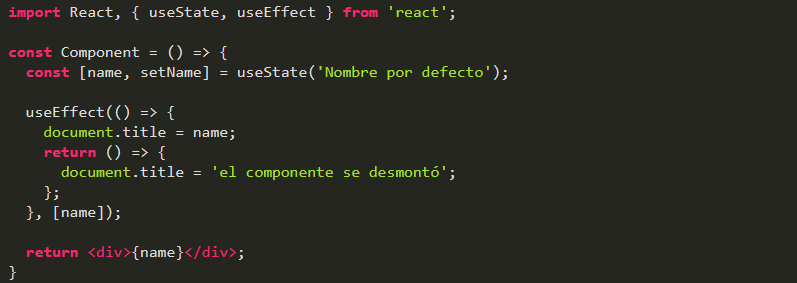 import React, { useState, useEffect } from 'react';
const Component = () => {
const [name, setName] = useState('Nombre por defecto');
useEffect(() => {
document.title = name;
return () => {
document.title = 'el componente se desmontó';
};
}, [name]);
return <div>{name}</div>;
}